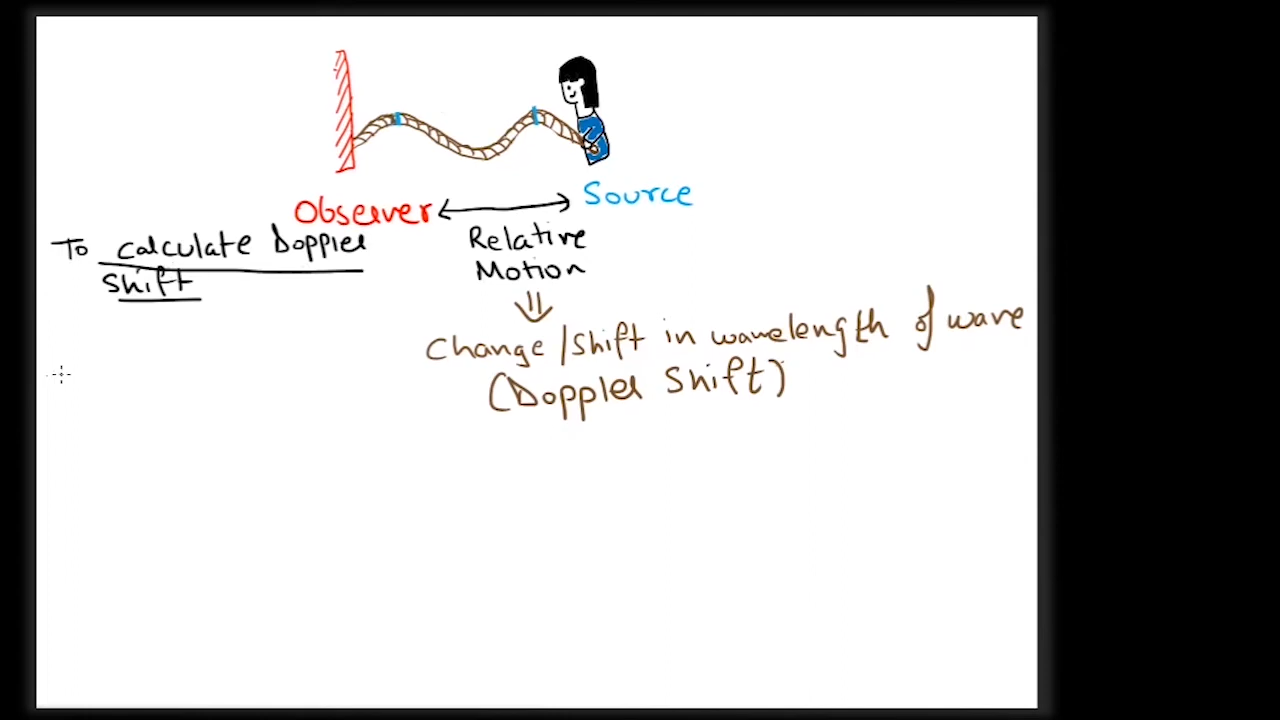 Observer
Source
To calculate Doppler
Shift
Relative
Motion
Change/Shift in wavelength of wave
(Doppler Shift)